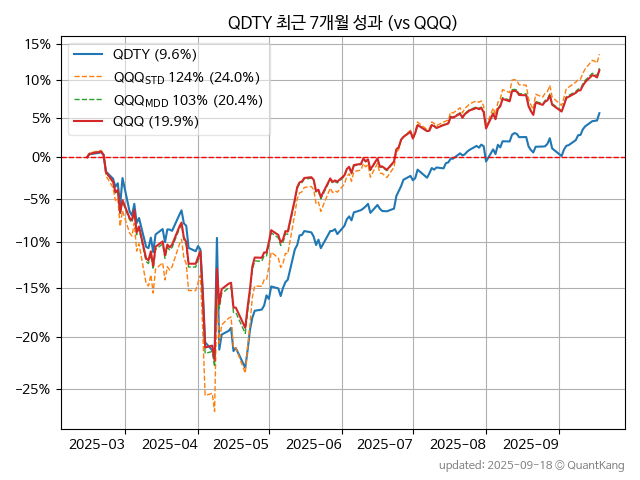 QDTY 최근 7개월 성과 (vs QQQ)
15%
10%
5%
0%
−5%
−10%
−15%
−20%
−25%
QDTY (9.6%)
QQQSTD 124% (24.0%)
QQQMDD 103% (20.4%)
QQQ (19.9%)
2025-03 2025-04 2025-05 2025-06 2025-07 2025-08 2025-09
updated: 2025-09-18 © QuantKang